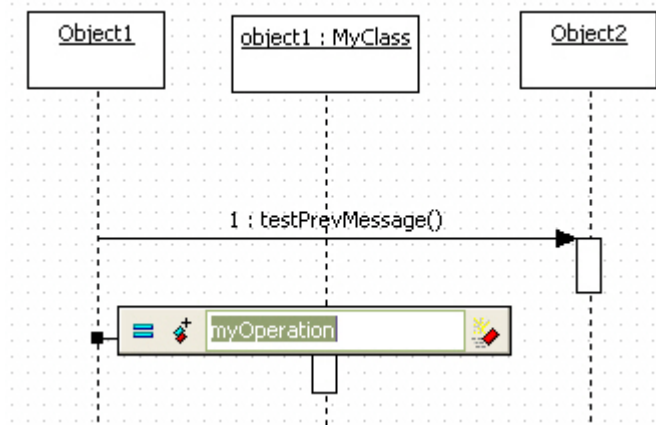 Object1
object1 : MyClass
Object2
1 : testPrevMessage()
myOperation